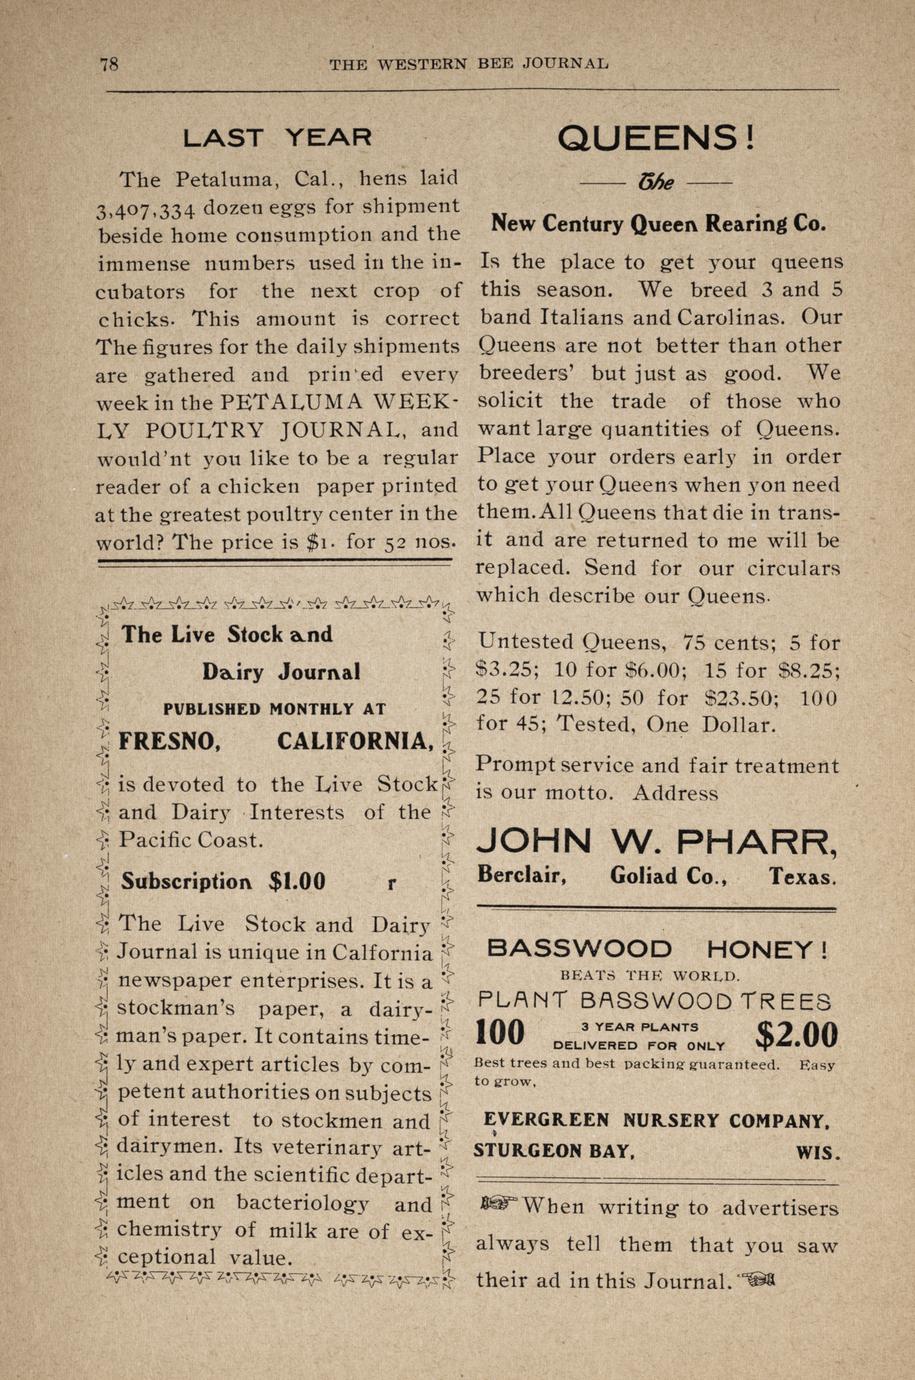 78
THE WESTERN BEE JOURNAL
LAST YEAR
The Petaluma, Cal., hens laid
3,407,334 dozen eggs for shipment
beside home consumption and the
immense numbers used in the in-
cubators for the next crop of
chicks. This amount is correct
The figures for the daily shipments
are gathered and prin'ed every
week in the PETALUMA WEEK-
LY POULTRY JOURNAL, and
would'nt you like to be a regular
reader of a chicken paper printed
at the greatest poultry center in the
world? The price is $1. for 52 nos.
The Live Stock and
Dairy Journal
PUBLISHED MONTHLY AT
FRESNO, CALIFORNIA,
is devoted to the Live Stock
and Dairy Interests of the
Pacific Coast.
Subscription $1.00 r
The Live Stock and Dairy
Journal is unique in Calfornia
newspaper enterprises. It is a
stockman's paper, a dairy-
man's paper. It contains time-
ly and expert articles by com-
petent authorities on subjects
of interest to stockmen and
dairymen. Its veterinary art-
icles and the scientific depart-
ment on bacteriology and
chemistry of milk are of ex-
ceptional value.
QUEENS!
The
New Century Queen Rearing Co.
Is the place to get your queens
this season. We breed 3 and 5
band Italians and Carolinas. Our
Queens are not better than other
breeders' but just as good. We
solicit the trade of those who
want large quantities of Queens.
Place your orders early in order
to get your Queens when yon need
them. All Queens that die in trans-
it and are returned to me will be
replaced. Send for our circulars
which describe our Queens.
Untested Queens, 75 cents; 5 for
$3.25; 10 for $6.00; 15 for $8.25;
25 for 12.50; 50 for $23.50; 100
for 45; Tested, One Dollar.
Prompt service and fair treatment
is our motto. Address
JOHN W. PHARR,
Berclair, Goliad Co., Texas.
BASSWOOD HONEY!
BEATS THE WORLD.
PLANT BASSWOOD TREES
100 3 YEAR PLANTS
DELIVERED FOR ONLY $2.00
Best trees and best packing guaranteed. Easy
to grow,
EVERGREEN NURSERY COMPANY,
STURGEON BAY, WIS.
When writing to advertisers
always tell them that you saw
their ad in this Journal.